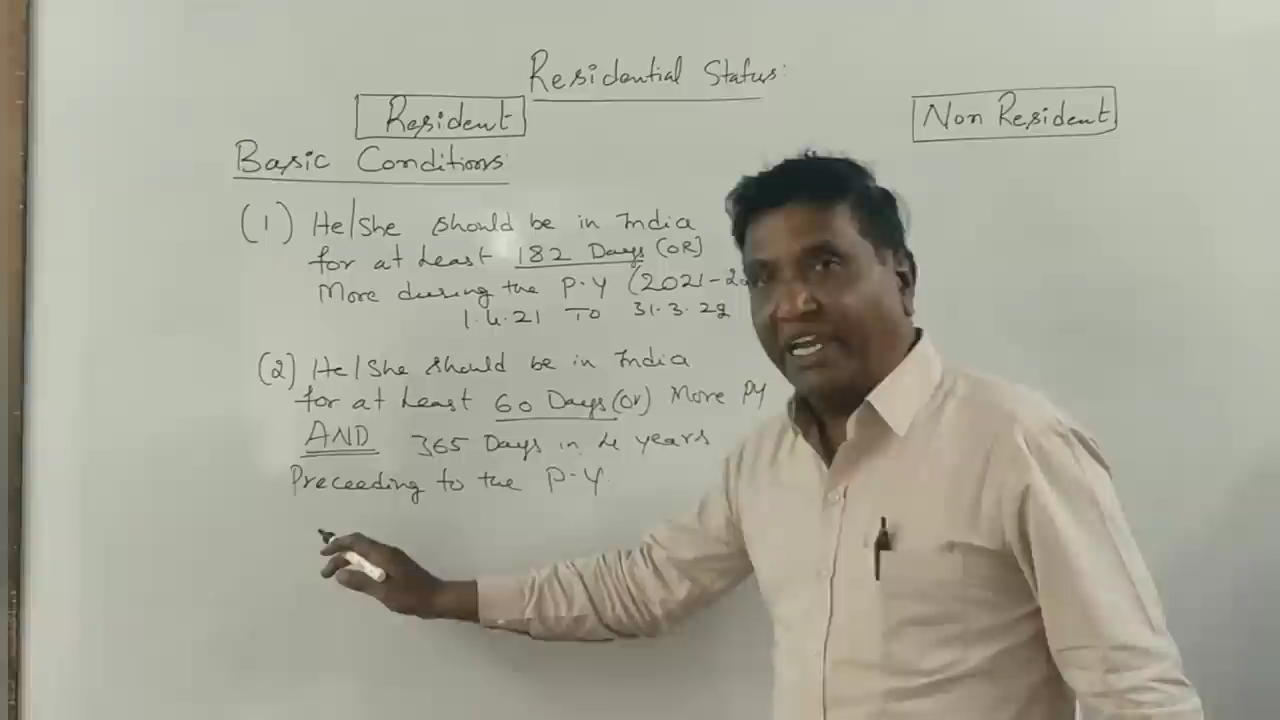 Residential Status:
Resident
Non Resident
Basic Conditions
(1) He/She should be in India
for at Least 182 Days (OR)
More during the P.Y (2021-2
1.4.21 TO 31.3.22
(2) He/She should be in India
for at Least 60 Days (Or) More PY
AND 365 Days in 4 years
Preceeding to the P-Y